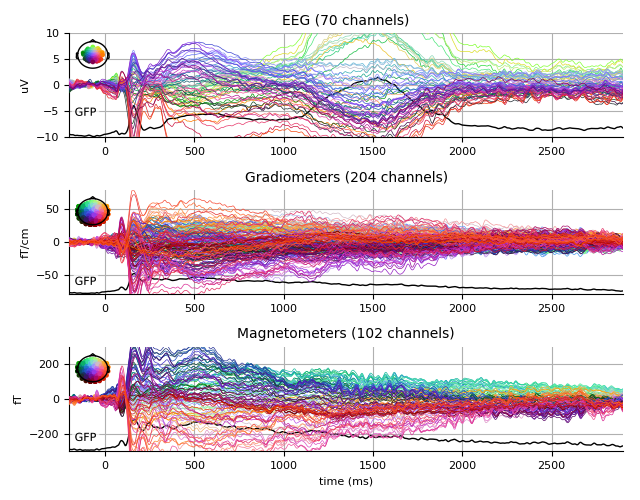 EEG (70 channels)
10
5
0
−5
−10
uV
GFP
0
500
1000
1500
2000
2500
Gradiometers (204 channels)
50
0
−50
fT/cm
GFP
0
500
1000
1500
2000
2500
Magnetometers (102 channels)
200
0
−200
fT
GFP
0
500
1000
1500
2000
2500
time (ms)